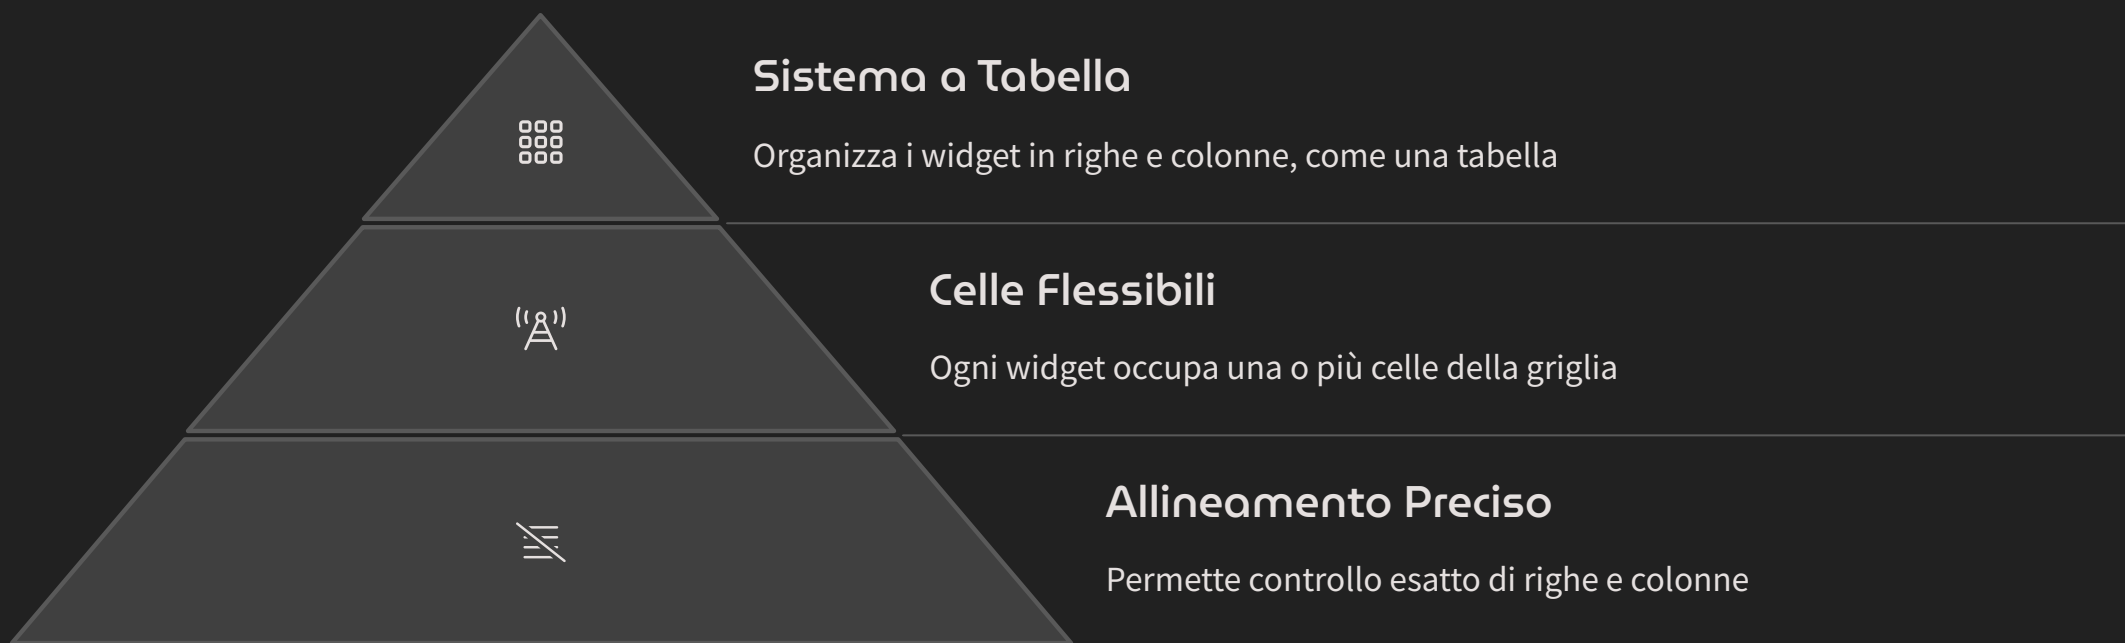 Sistema a Tabella
Organizza i widget in righe e colonne, come una tabella
Celle Flessibili
Ogni widget occupa una o più celle della griglia
Allineamento Preciso
Permette controllo esatto di righe e colonne